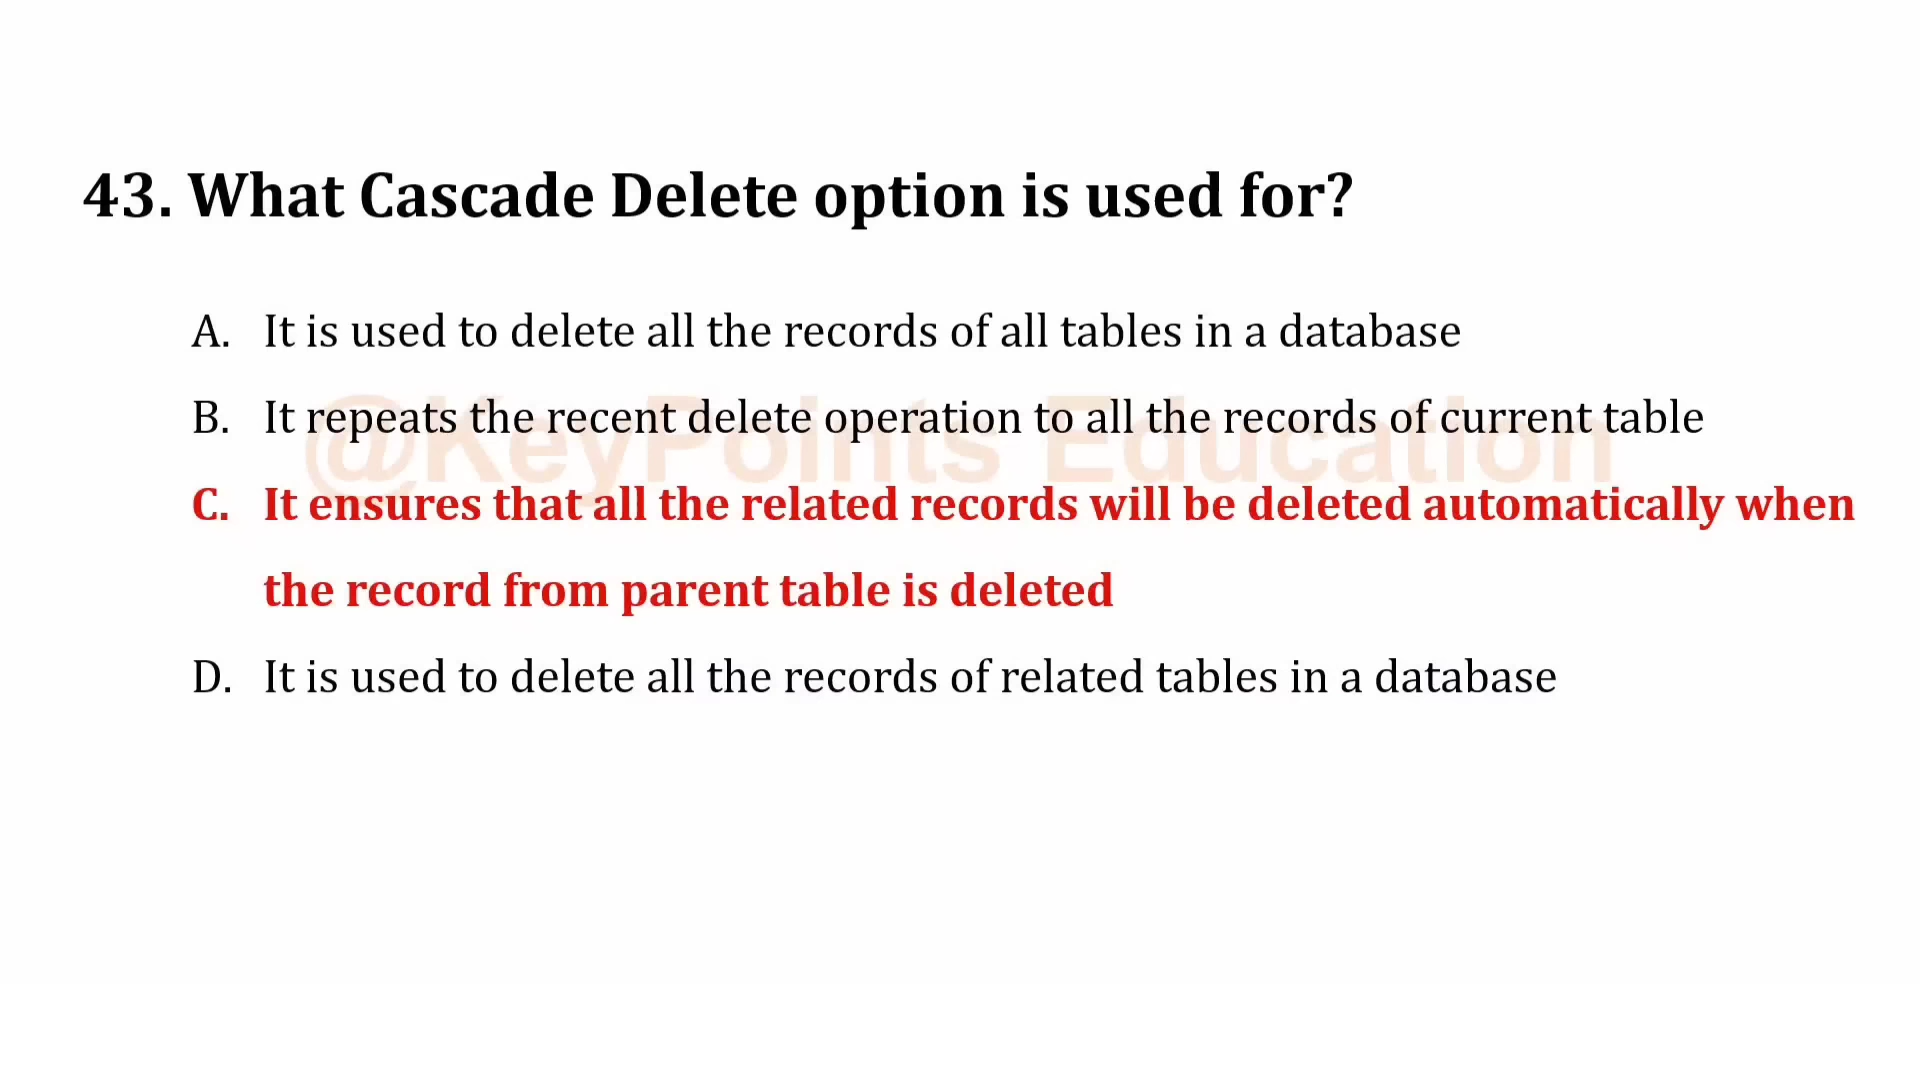 43. What Cascade Delete option is used for?
A. It is used to delete all the records of all tables in a database
B. It repeats the recent delete operation to all the records of current table
@KeyPoints Education
C. It ensures that all the related records will be deleted automatically when
the record from parent table is deleted
D. It is used to delete all the records of related tables in a database